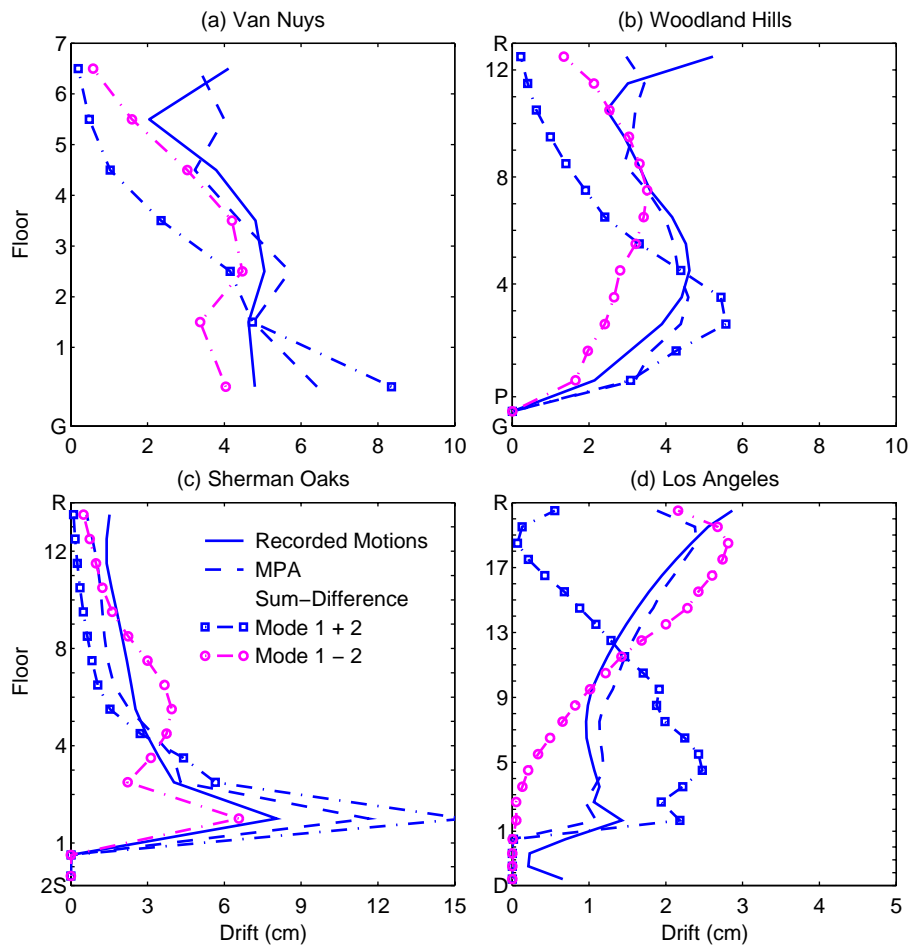 (a) Van Nuys
(b) Woodland Hills
Floor
7
6
5
4
3
2
1
G
0 2 4 6 8 10
R
12
8
4
P
G
0 2 4 6 8 10
(c) Sherman Oaks
(d) Los Angeles
Floor
R
12
8
4
1
2S
0 3 6 9 12 15
Drift (cm)
Recorded Motions
MPA
Sum−Difference
Mode 1 + 2
Mode 1 − 2
R
17
13
9
5
1
D
0 1 2 3 4 5
Drift (cm)